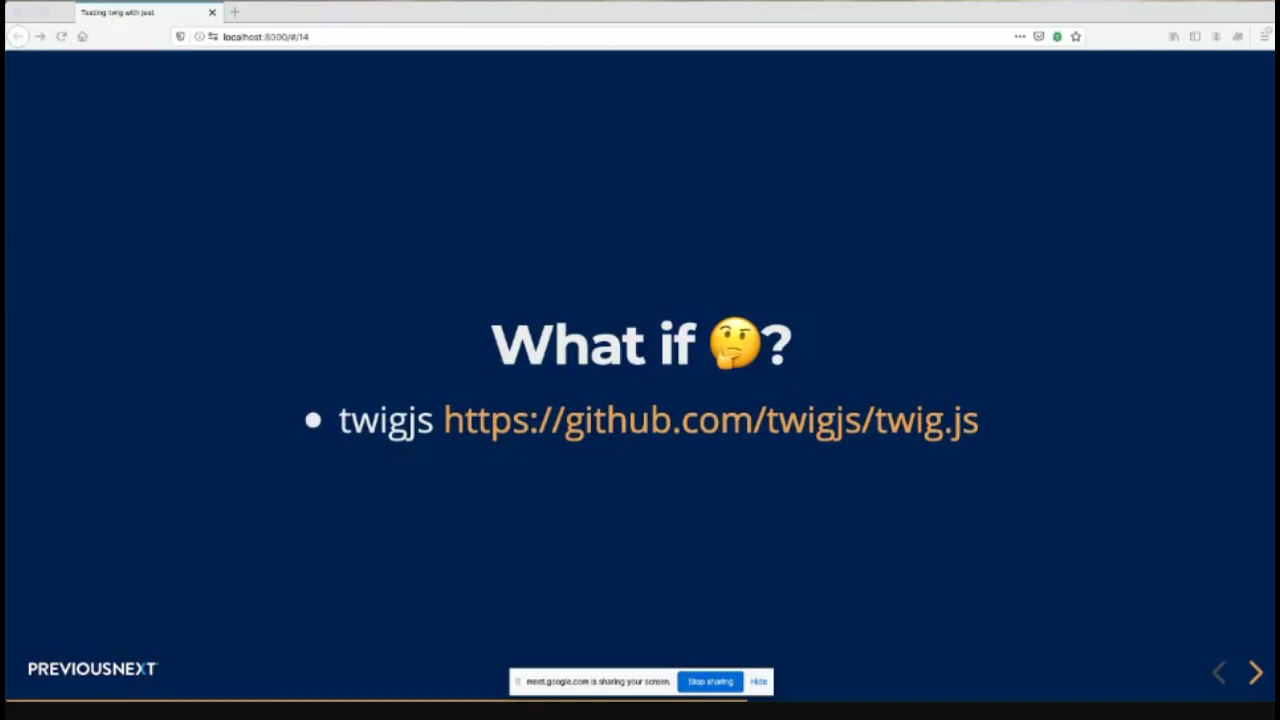 Testing twig with jest
localhost:8000/#/14
What if 🤔?
• twigjs https://github.com/twigjs/twig.js
PREVIOUSNEXT
meet.google.com is sharing your screen. Stop sharing Hide